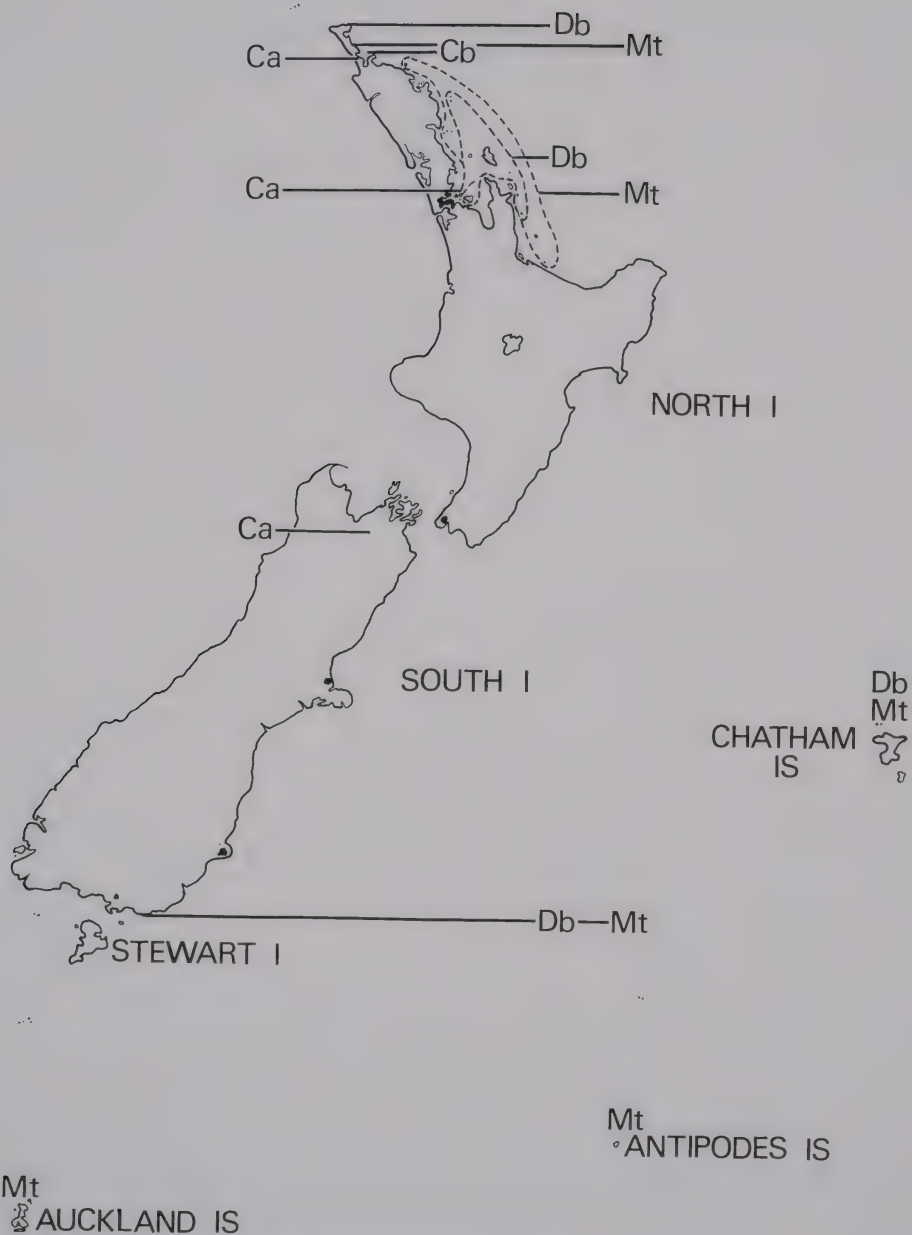 Db
Ca Cb Mt
Db
Ca Mt
NORTH I
Ca
SOUTH I
Db
Mt
CHATHAM
IS
Db Mt
STEWART I
Mt
ANTIPODES IS
Mt
AUCKLAND IS